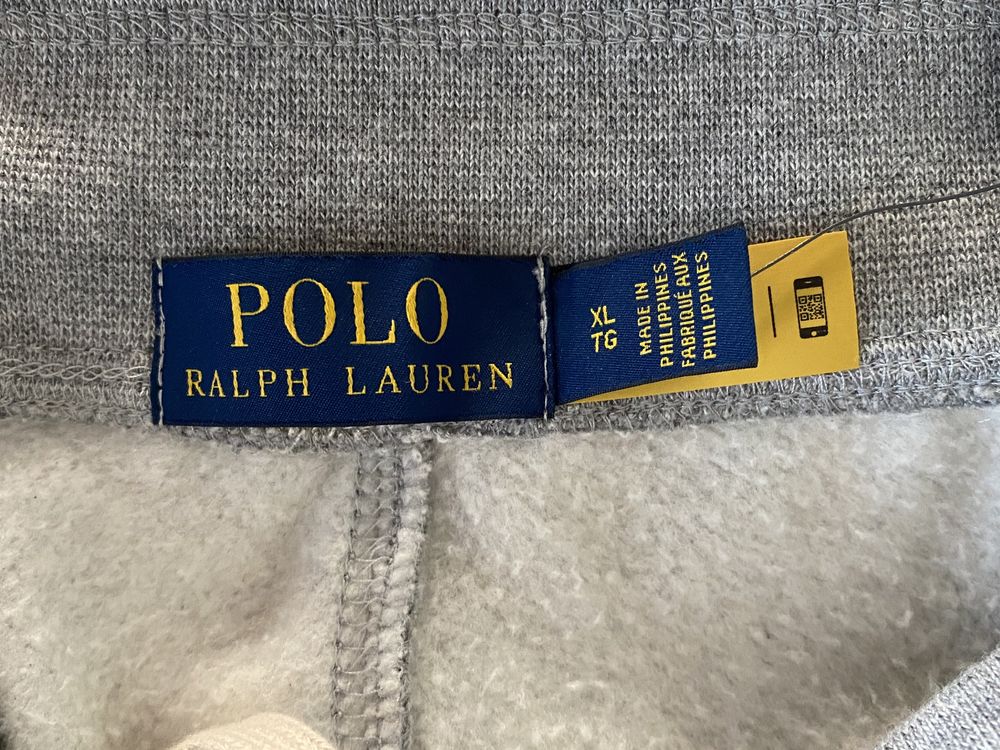 POLO
RALPH LAUREN
XL
TG
MADE IN
PHILIPPINES
FABRIQUÉ AUX
PHILIPPINES